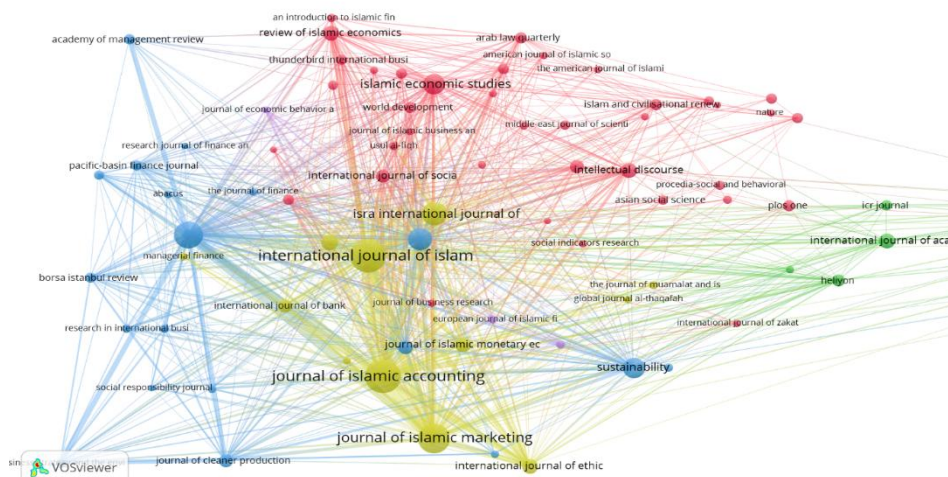 an introduction to islamic fin
review of islamic economics
academy of management review
arab law quarterly
american journal of islamic so
thunderbird international busi
the american journal of islami
islamic economic studies
journal of economic behavior a
world development
islam and civilisational renew
nature
middle-east journal of scienti
journal of islamic business an
research journal of finance an
usul al-fiqh
pacific-basin finance journal
intellectual discourse
international journal of socia
procedia-social and behavioral
abacus
the journal of finance
asian social science
plos one
icr journal
isra international journal of
social indicators research
international journal of aca
international journal of islam
managerial finance
borsa istanbul review
heliyon
the journal of muamalat and is
global journal al-thaqafah
international journal of bank
journal of business research
european journal of islamic fi
international journal of zakat
research in international busi
journal of islamic monetary ec
sustainability
journal of islamic accounting
social responsibility journal
journal of islamic marketing
journal of cleaner production
international journal of ethic
VOSviewer